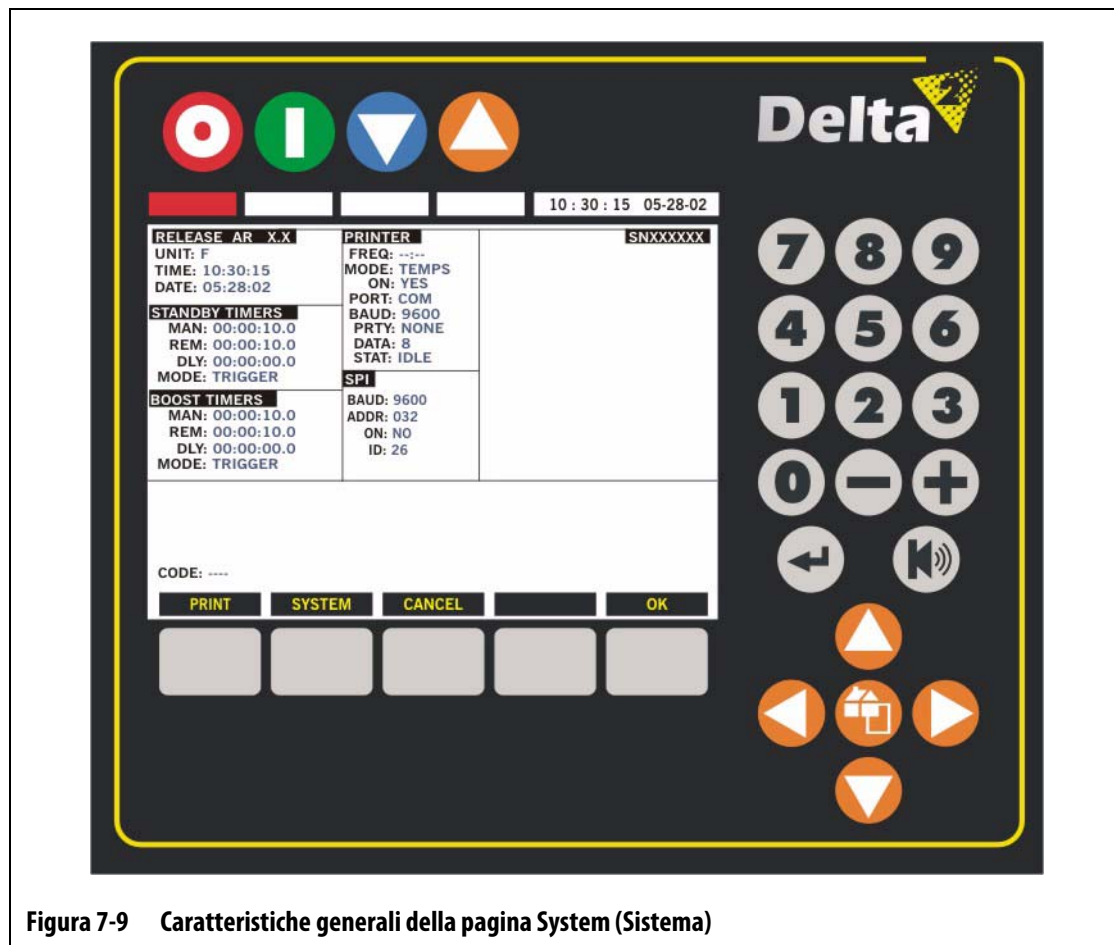 Delta 2
10 : 30 : 15 05-28-02
RELEASE AR X.X
UNIT: F
TIME: 10:30:15
DATE: 05:28:02
STANDBY TIMERS
MAN: 00:00:10.0
REM: 00:00:10.0
DLY: 00:00:00.0
MODE: TRIGGER
BOOST TIMERS
MAN: 00:00:10.0
REM: 00:00:10.0
DLY: 00:00:00.0
MODE: TRIGGER
PRINTER
FREQ: --:--
MODE: TEMPS
ON: YES
PORT: COM
BAUD: 9600
PRTY: NONE
DATA: 8
STAT: IDLE
SPI
BAUD: 9600
ADDR: 032
ON: NO
ID: 26
SNXXXXXX
CODE: ----
PRINT SYSTEM CANCEL OK
7 8 9
4 5 6
1 2 3
0 - +
Figura 7-9 Caratteristiche generali della pagina System (Sistema)